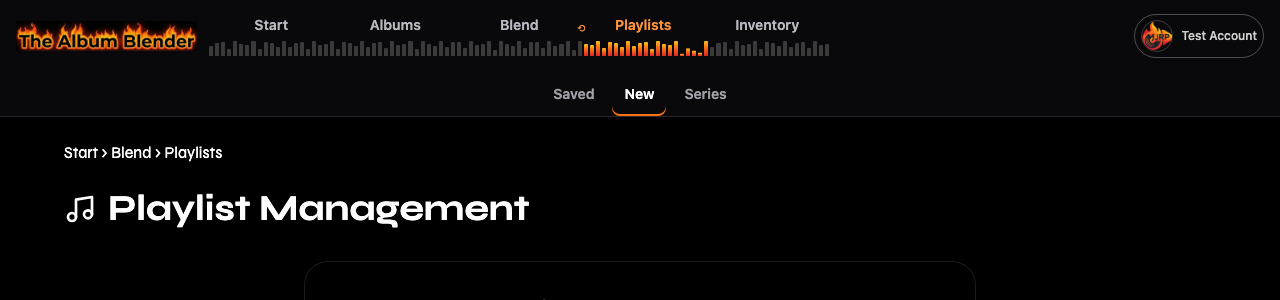 The Album Blender
Start Albums Blend Playlists Inventory
Test Account
Saved New Series
Start › Blend › Playlists
Playlist Management